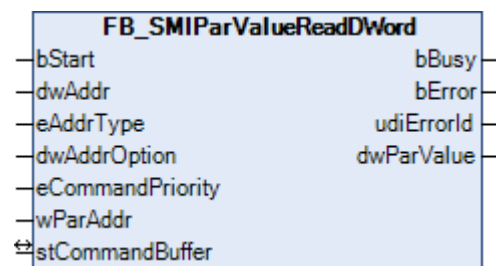 FB_SMIParValueReadDWord
bStart bBusy
dwAddr bError
eAddrType udiErrorId
dwAddrOption dwParValue
eCommandPriority
wParAddr
stCommandBuffer